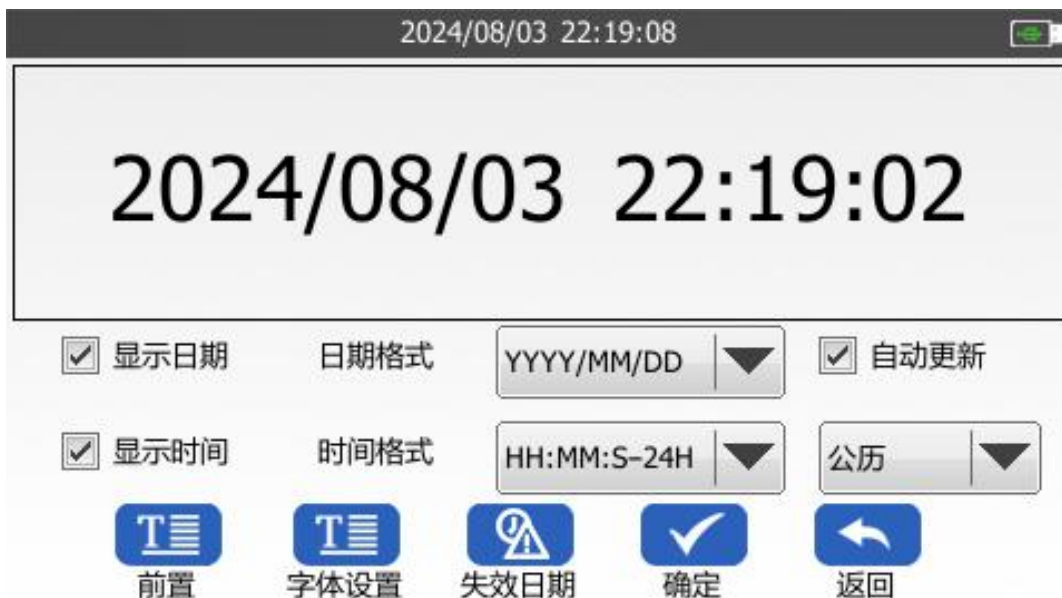 2024/08/03 22:19:08
2024/08/03 22:19:02
显示日期 日期格式 YYYY/MM/DD 自动更新
显示时间 时间格式 HH:MM:S-24H 公历
前置 字体设置 失效日期 确定 返回